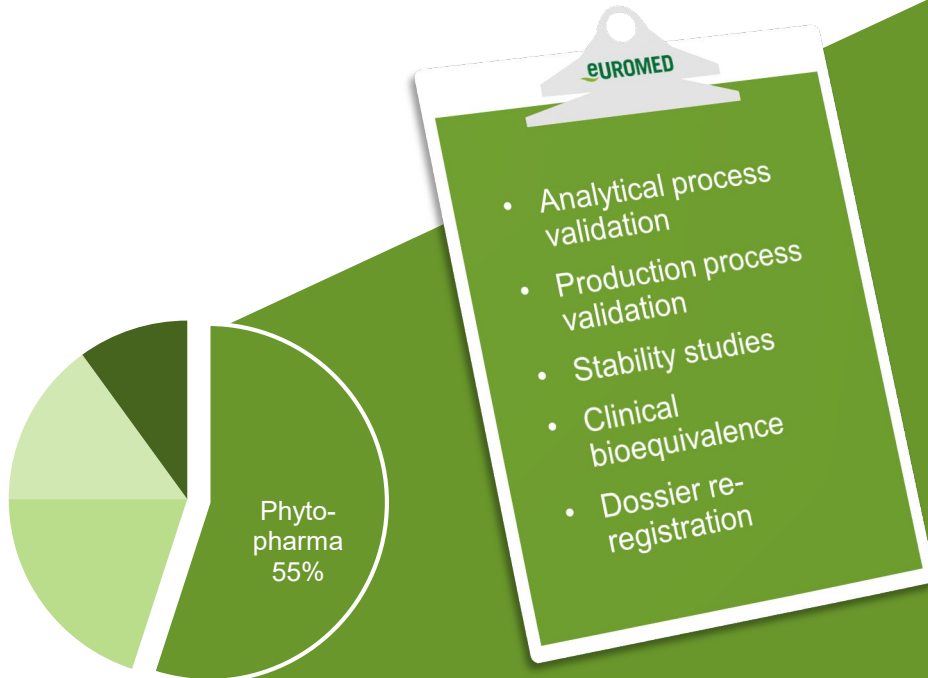 eUROMED
• Analytical process
validation
• Production process
validation
• Stability studies
• Clinical
bioequivalence
• Dossier re-
registration
Phyto-
pharma
55%